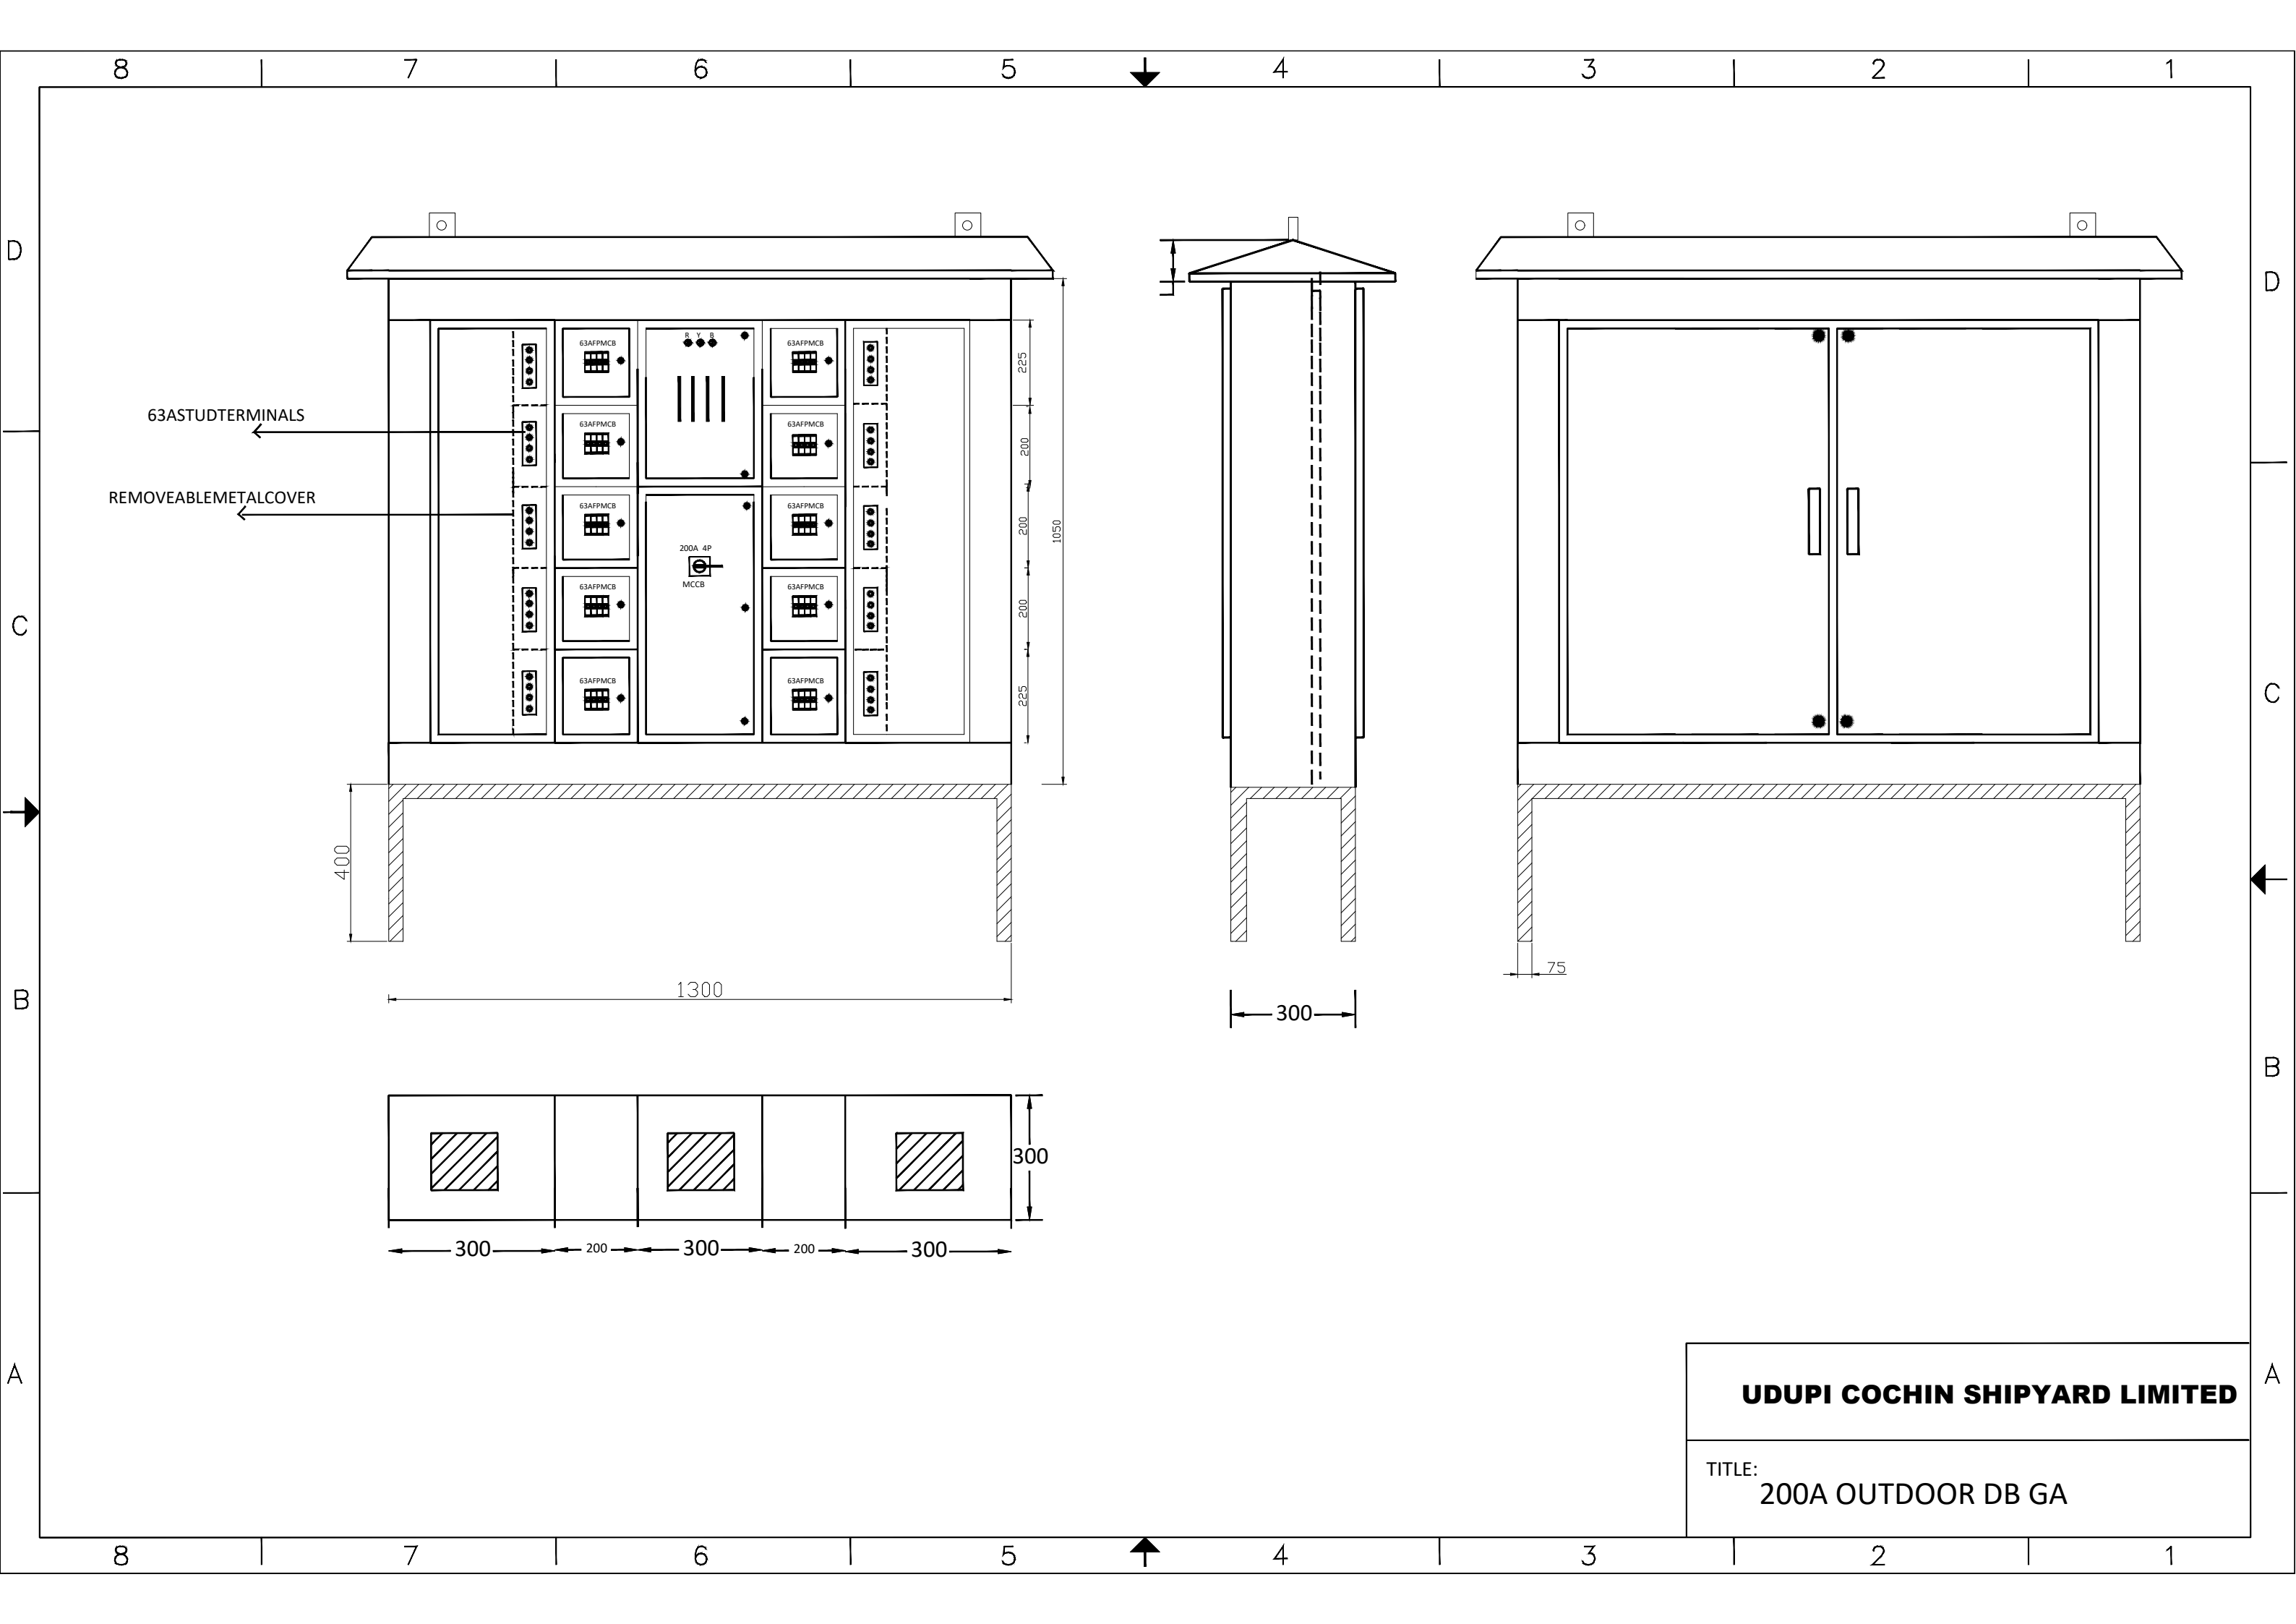 8 7 6 5 4 3 2 1
D
D
C
C
B
B
A
A
63ASTUDTERMINALS
REMOVEABLEMETALCOVER
R Y B
63AFPMCB
63AFPMCB
63AFPMCB
63AFPMCB
63AFPMCB
63AFPMCB
63AFPMCB
63AFPMCB
63AFPMCB
63AFPMCB
200A 4P
MCCB
225
200
200
200
225
1050
400
1300
300
75
300
300
200
300
200
300
UDUPI COCHIN SHIPYARD LIMITED
TITLE:
200A OUTDOOR DB GA
8 7 6 5 4 3 2 1